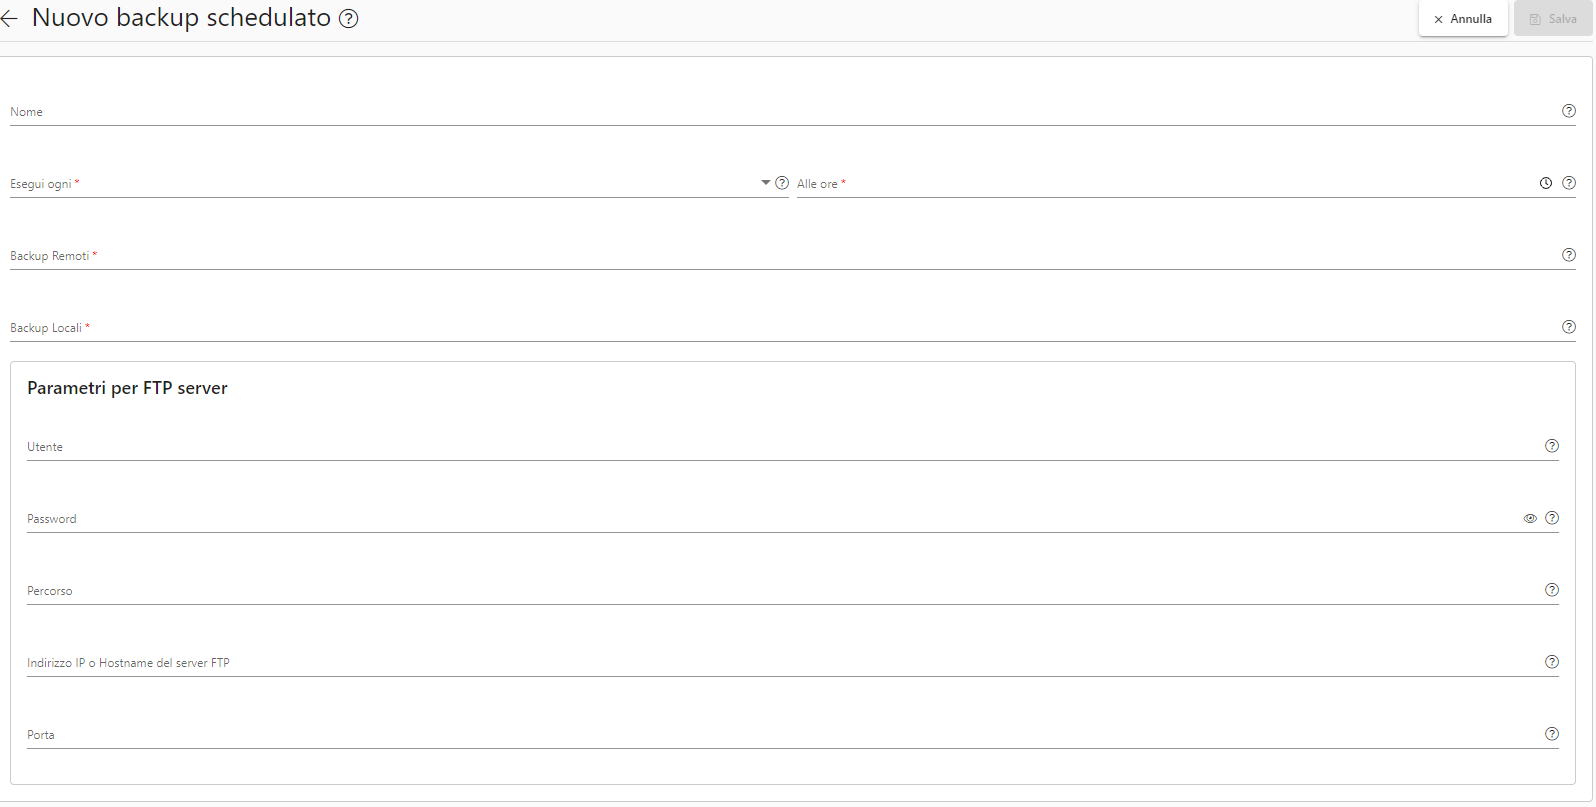 Nuovo backup schedulato
Annulla
Salva
Nome
Esegui ogni *
Alle ore *
Backup Remoti *
Backup Locali *
Parametri per FTP server
Utente
Password
Percorso
Indirizzo IP o Hostname del server FTP
Porta